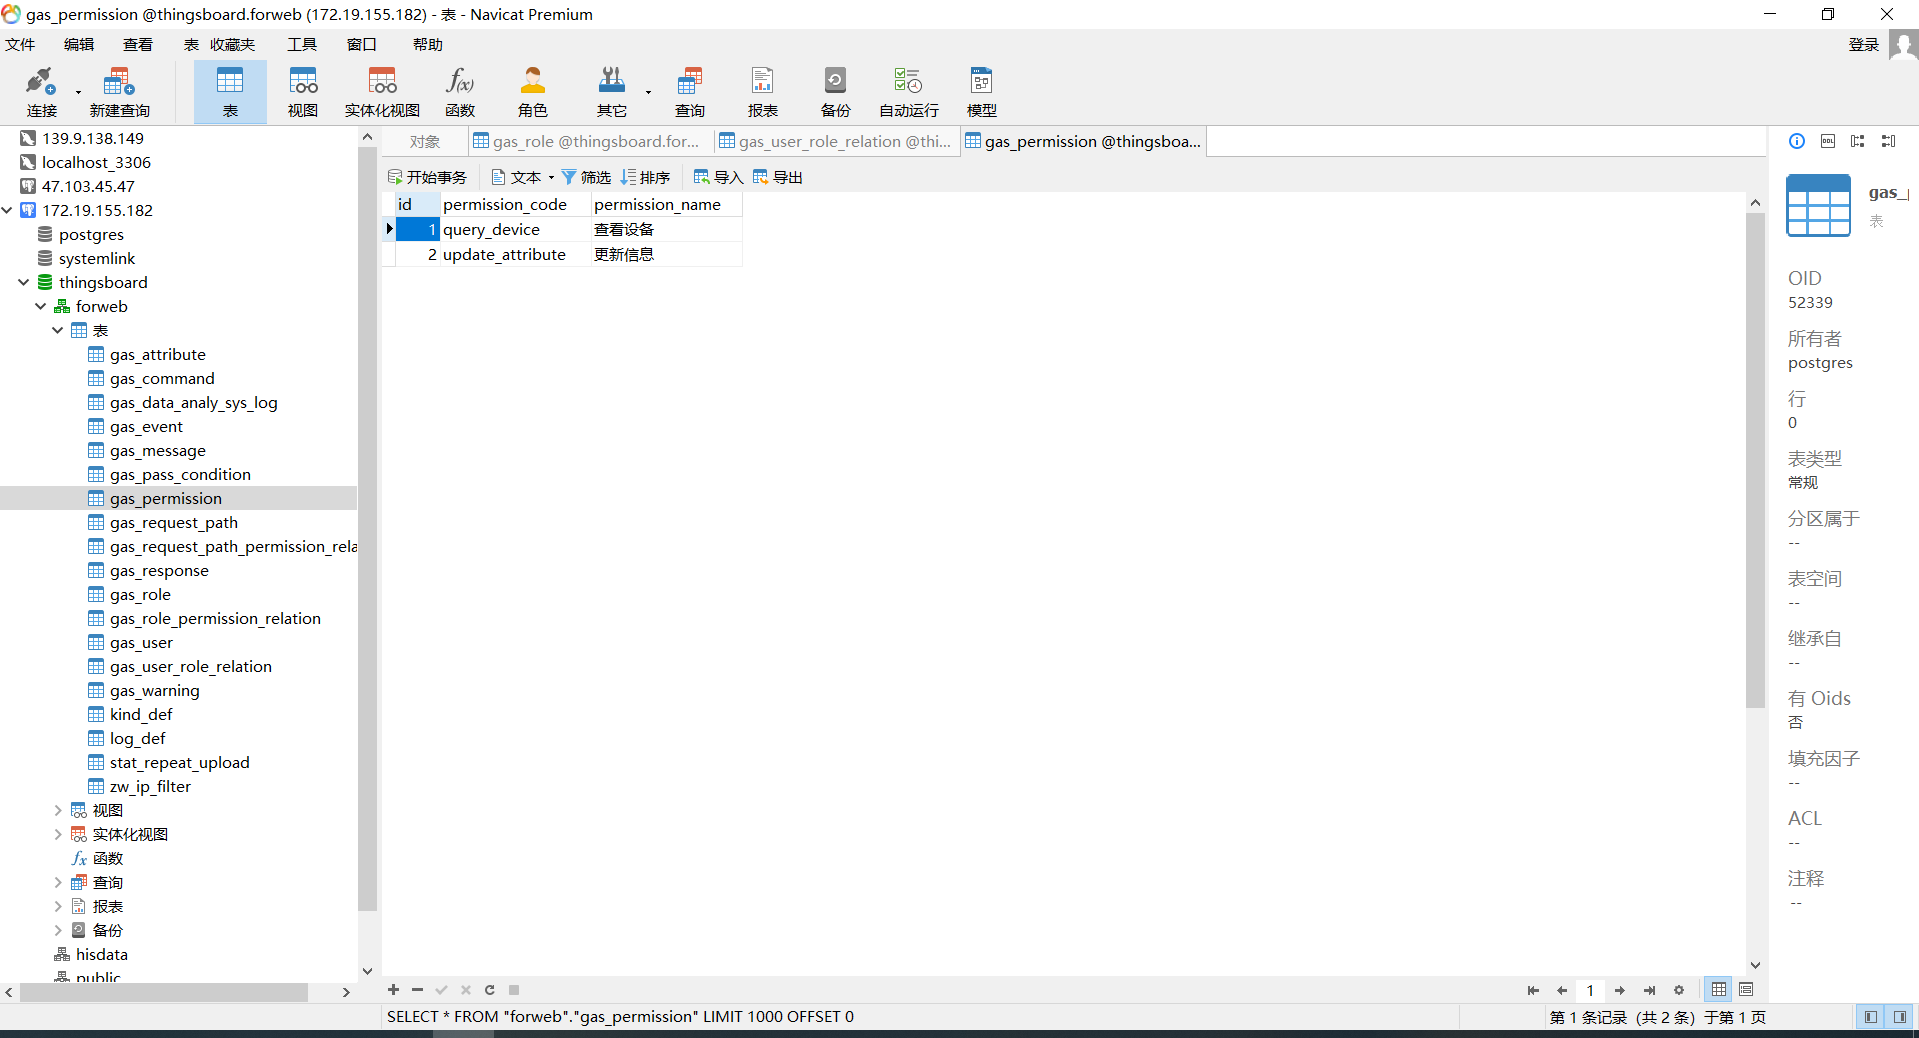 gas_permission @thingsboard.forweb (172.19.155.182) - 表 - Navicat Premium
文件 编辑 查看 表 收藏夹 工具 窗口 帮助 登录
连接 新建查询 表 视图 实体化视图 函数 角色 其它 查询 报表 备份 自动运行 模型
139.9.138.149
localhost_3306
47.103.45.47
172.19.155.182
postgres
systemlink
thingsboard
forweb
表
gas_attribute
gas_command
gas_data_analy_sys_log
gas_event
gas_message
gas_pass_condition
gas_permission
gas_request_path
gas_request_path_permission_rela
gas_response
gas_role
gas_role_permission_relation
gas_user
gas_user_role_relation
gas_warning
kind_def
log_def
stat_repeat_upload
zw_ip_filter
视图
实体化视图
函数
查询
报表
备份
hisdata
public
对象 gas_role @thingsboard.for... gas_user_role_relation @thi... gas_permission @thingsboa...
开始事务 文本 筛选 排序 导入 导出
id permission_code permission_name
1 query_device 查看设备
2 update_attribute 更新信息
1
SELECT * FROM "forweb"."gas_permission" LIMIT 1000 OFFSET 0
第 1 条记录 (共 2 条) 于第 1 页
DDL
gas_
表
OID
52339
所有者
postgres
行
0
表类型
常规
分区属于
--
表空间
--
继承自
--
有 Oids
否
填充因子
--
ACL
--
注释
--